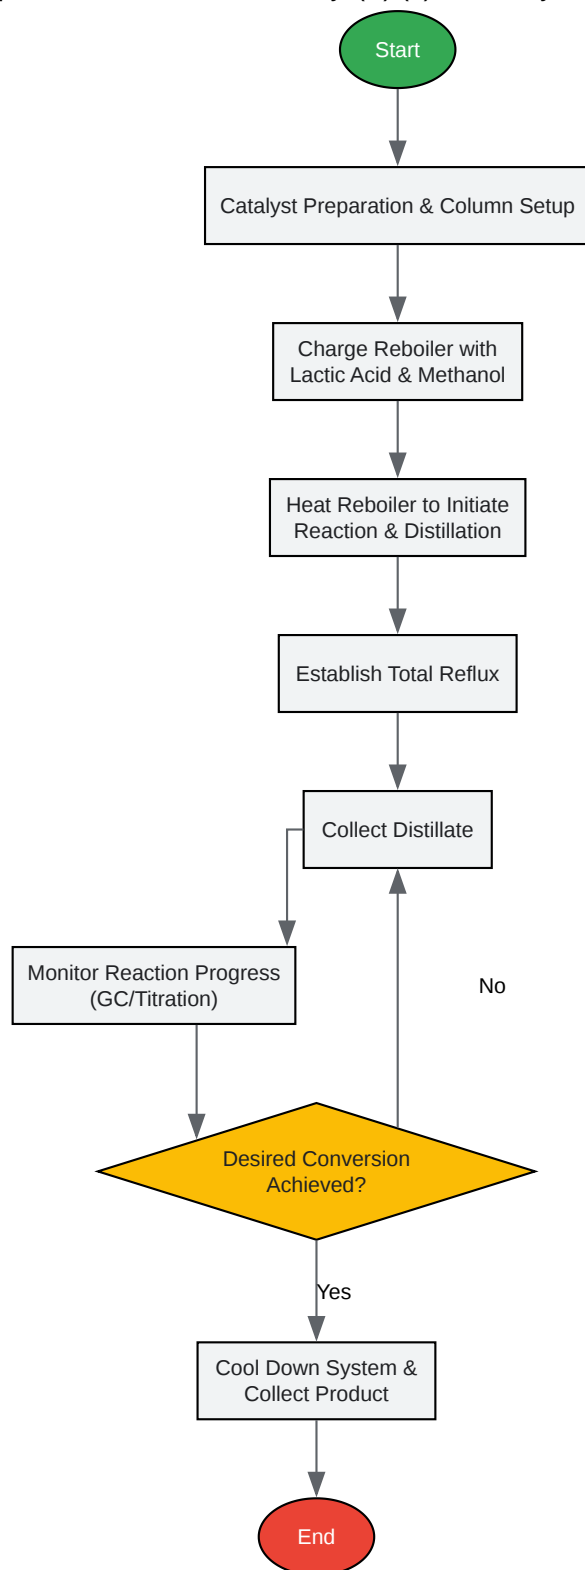 Start
Catalyst Preparation & Column Setup
Charge Reboiler with
Lactic Acid & Methanol
Heat Reboiler to Initiate
Reaction & Distillation
Establish Total Reflux
Collect Distillate
Monitor Reaction Progress
(GC/Titration)
No
Desired Conversion
Achieved?
Yes
Cool Down System &
Collect Product
End